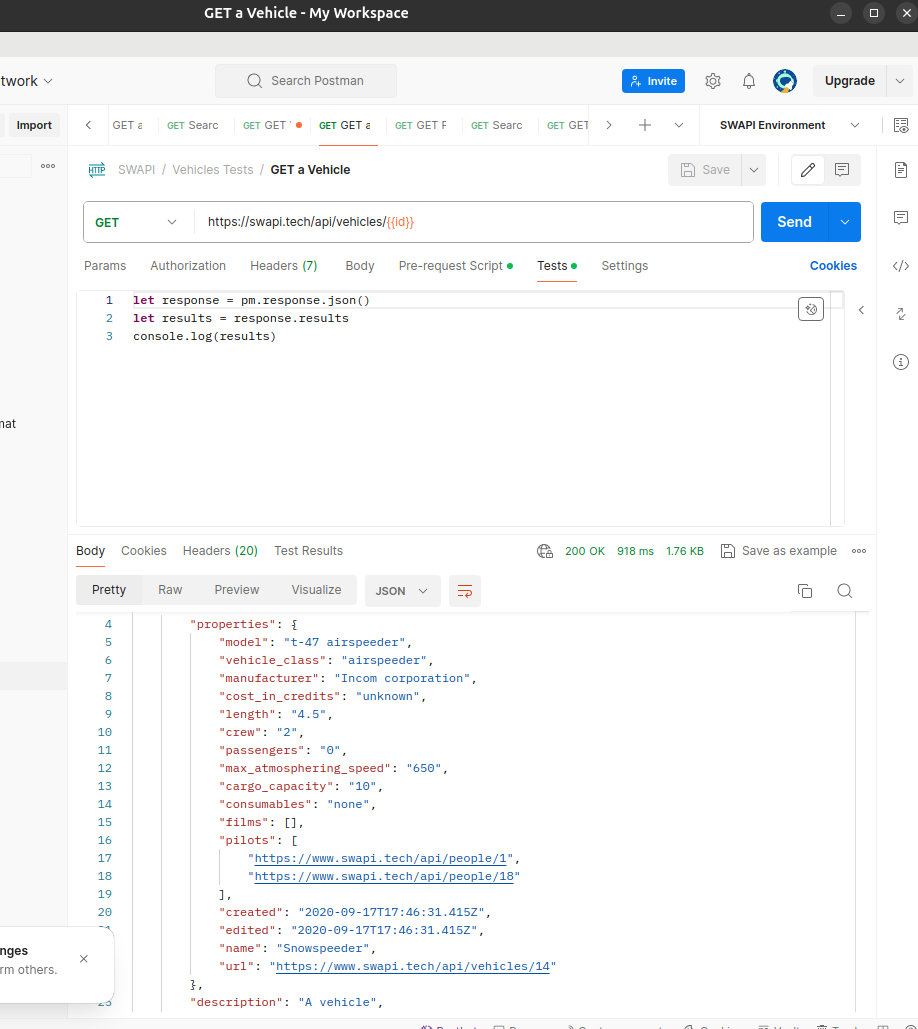 GET a Vehicle - My Workspace
twork
Search Postman
Invite
Upgrade
Import
GET a
GET Searc
GET GET
GET GET a
GET GET F
GET Searc
GET GET
SWAPI Environment
HTTP SWAPI / Vehicles Tests / GET a Vehicle
Save
GET
https://swapi.tech/api/vehicles/{{id}}
Send
Params Authorization Headers (7) Body Pre-request Script Tests Settings
Cookies
1 let response = pm.response.json()
2 let results = response.results
3 console.log(results)
mat
Body Cookies Headers (20) Test Results
200 OK 918 ms 1.76 KB Save as example
Pretty Raw Preview Visualize JSON
4 "properties": {
5 "model": "t-47 airspeeder",
6 "vehicle_class": "airspeeder",
7 "manufacturer": "Incom corporation",
8 "cost_in_credits": "unknown",
9 "length": "4.5",
10 "crew": "2",
11 "passengers": "0",
12 "max_atmosphering_speed": "650",
13 "cargo_capacity": "10",
14 "consumables": "none",
15 "films": [],
16 "pilots": [
17 "https://www.swapi.tech/api/people/1",
18 "https://www.swapi.tech/api/people/18"
19 ],
20 "created": "2020-09-17T17:46:31.415Z",
"edited": "2020-09-17T17:46:31.415Z",
"name": "Snowspeeder",
"url": "https://www.swapi.tech/api/vehicles/14"
},
"description": "A vehicle",
nges
rm others.